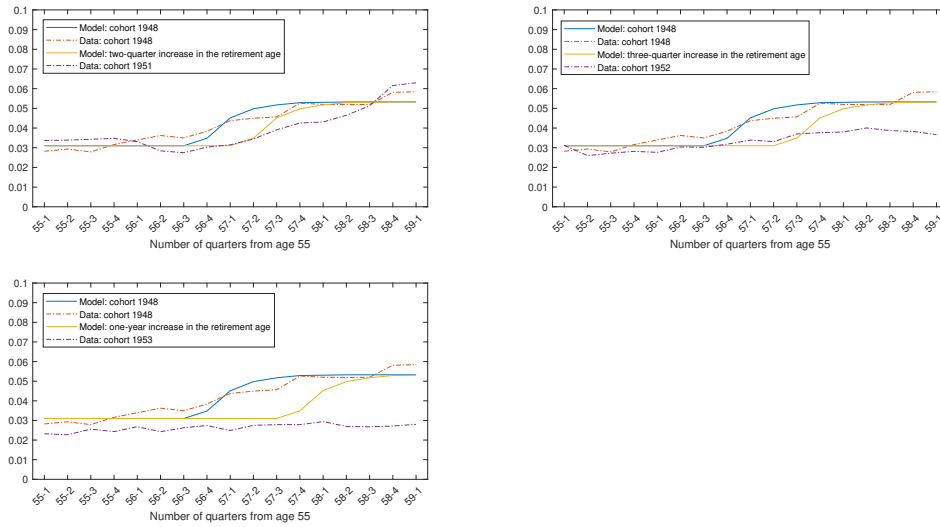 0.1
0.09
0.08
0.07
0.06
0.05
0.04
0.03
0.02
0.01
0
Model: cohort 1948
Data: cohort 1948
Model: two-quarter increase in the retirement age
Data: cohort 1951
55-1 55-2 55-3 55-4 56-1 56-2 56-3 56-4 57-1 57-2 57-3 57-4 58-1 58-2 58-3 58-4 59-1
Number of quarters from age 55
0.1
0.09
0.08
0.07
0.06
0.05
0.04
0.03
0.02
0.01
0
Model: cohort 1948
Data: cohort 1948
Model: three-quarter increase in the retirement age
Data: cohort 1952
55-1 55-2 55-3 55-4 56-1 56-2 56-3 56-4 57-1 57-2 57-3 57-4 58-1 58-2 58-3 58-4 59-1
Number of quarters from age 55
0.1
0.09
0.08
0.07
0.06
0.05
0.04
0.03
0.02
0.01
0
Model: cohort 1948
Data: cohort 1948
Model: one-year increase in the retirement age
Data: cohort 1953
55-1 55-2 55-3 55-4 56-1 56-2 56-3 56-4 57-1 57-2 57-3 57-4 58-1 58-2 58-3 58-4 59-1
Number of quarters from age 55